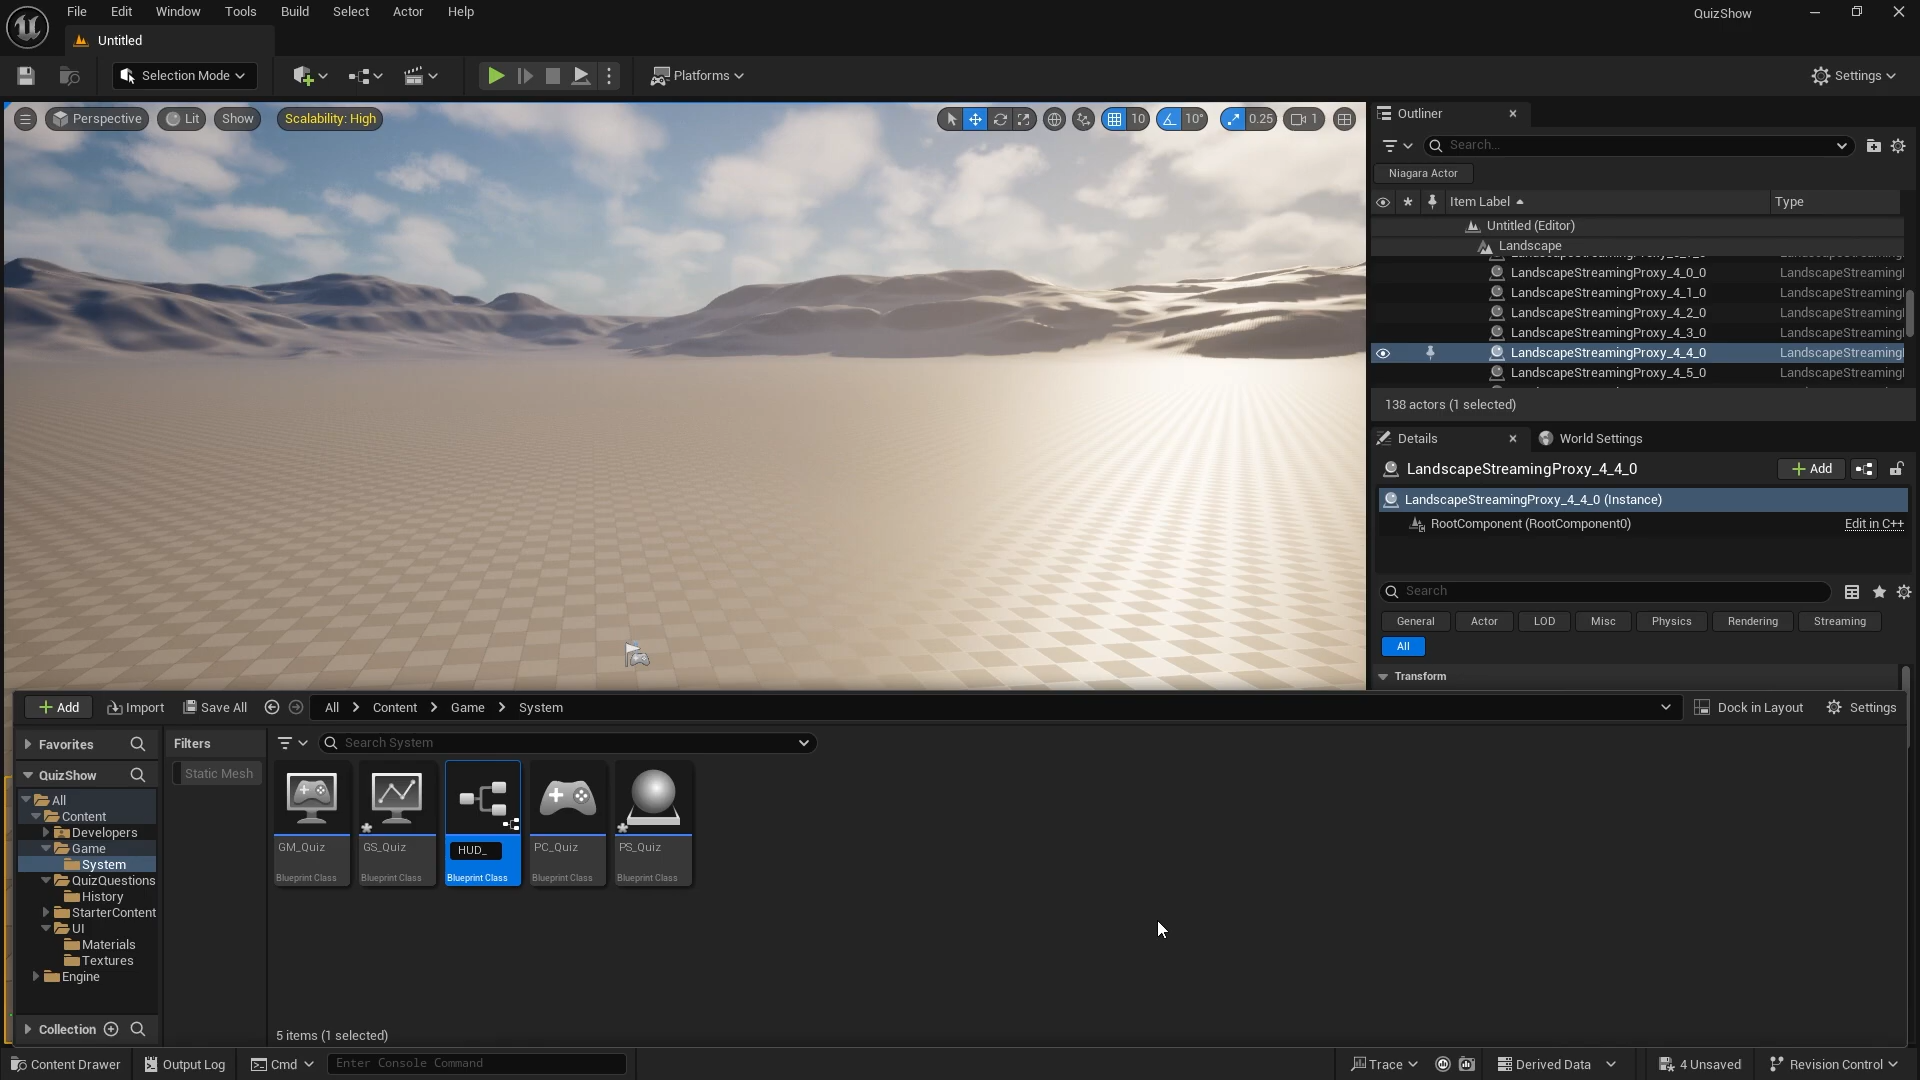 File Edit Window Tools Build Select Actor Help
QuizShow
Untitled
Selection Mode
Platforms
Settings
Perspective Lit Show Scalability: High
10 10° 0.25 1
Outliner
Search...
Niagara Actor
Item Label Type
Untitled (Editor)
Landscape
LandscapeStreamingProxy_4_0_0 LandscapeStreamingl
LandscapeStreamingProxy_4_1_0 LandscapeStreamingl
LandscapeStreamingProxy_4_2_0 LandscapeStreamingl
LandscapeStreamingProxy_4_3_0 LandscapeStreamingl
LandscapeStreamingProxy_4_4_0 LandscapeStreamingl
LandscapeStreamingProxy_4_5_0 LandscapeStreamingl
138 actors (1 selected)
Details World Settings
LandscapeStreamingProxy_4_4_0
Add
LandscapeStreamingProxy_4_4_0 (Instance)
RootComponent (RootComponent0) Edit in C++
Search
General Actor LOD Misc Physics Rendering Streaming
All
Transform
Add Import Save All All Content Game System Dock in Layout Settings
Favorites
Filters
Search System
QuizShow
Static Mesh
All
Content
Developers
Game
System
QuizQuestions
History
StarterContent
UI
Materials
Textures
Engine
Collection
GM_Quiz GS_Quiz HUD_ PC_Quiz PS_Quiz
Blueprint Class Blueprint Class Blueprint Class Blueprint Class Blueprint Class
5 items (1 selected)
Content Drawer Output Log Cmd Enter Console Command Trace Derived Data 4 Unsaved Revision Control